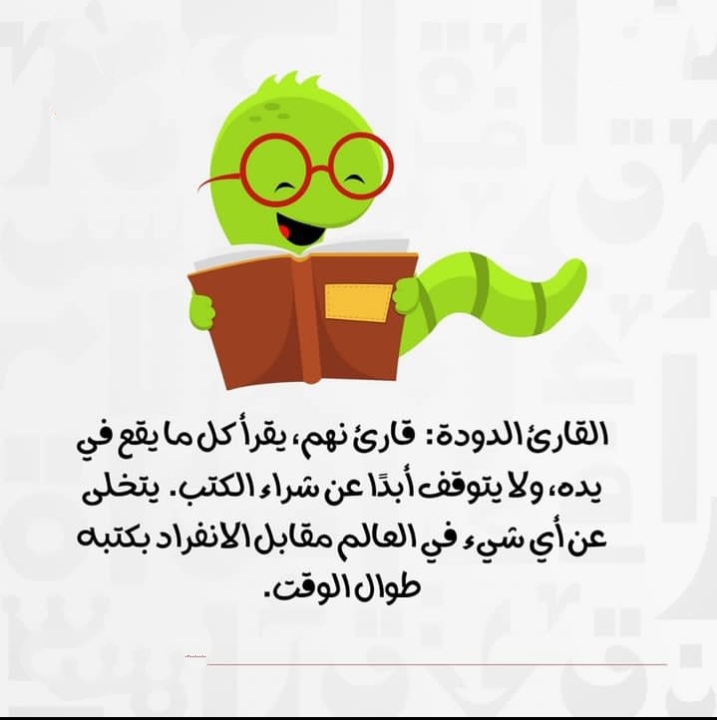 القارئ الدودة: قارئ نهم، يقرأ كل ما يقع في
يده، ولا يتوقف أبدًا عن شراء الكتب. يتخلى
عن أي شيء في العالم مقابل الانفراد بكتبه
طوال الوقت.